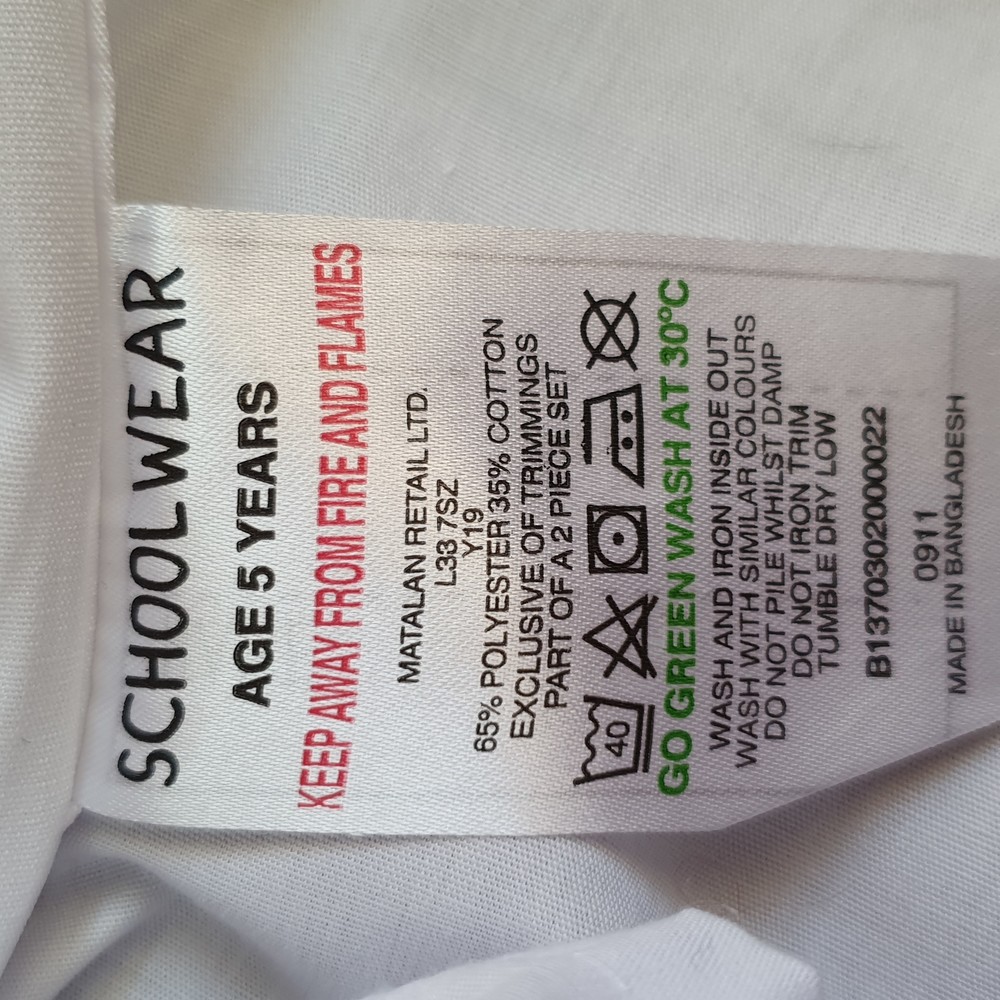 SCHOOLWEAR
AGE 5 YEARS
KEEP AWAY FROM FIRE AND FLAMES
MATALAN RETAIL LTD.
L33 7SZ
Y19
65% POLYESTER 35% COTTON
EXCLUSIVE OF TRIMMINGS
PART OF A 2 PIECE SET
40
GO GREEN WASH AT 30ºC
WASH AND IRON INSIDE OUT
WASH WITH SIMILAR COLOURS
DO NOT PILE WHILST DAMP
DO NOT IRON TRIM
TUMBLE DRY LOW
B1370302000022
0911
MADE IN BANGLADESH